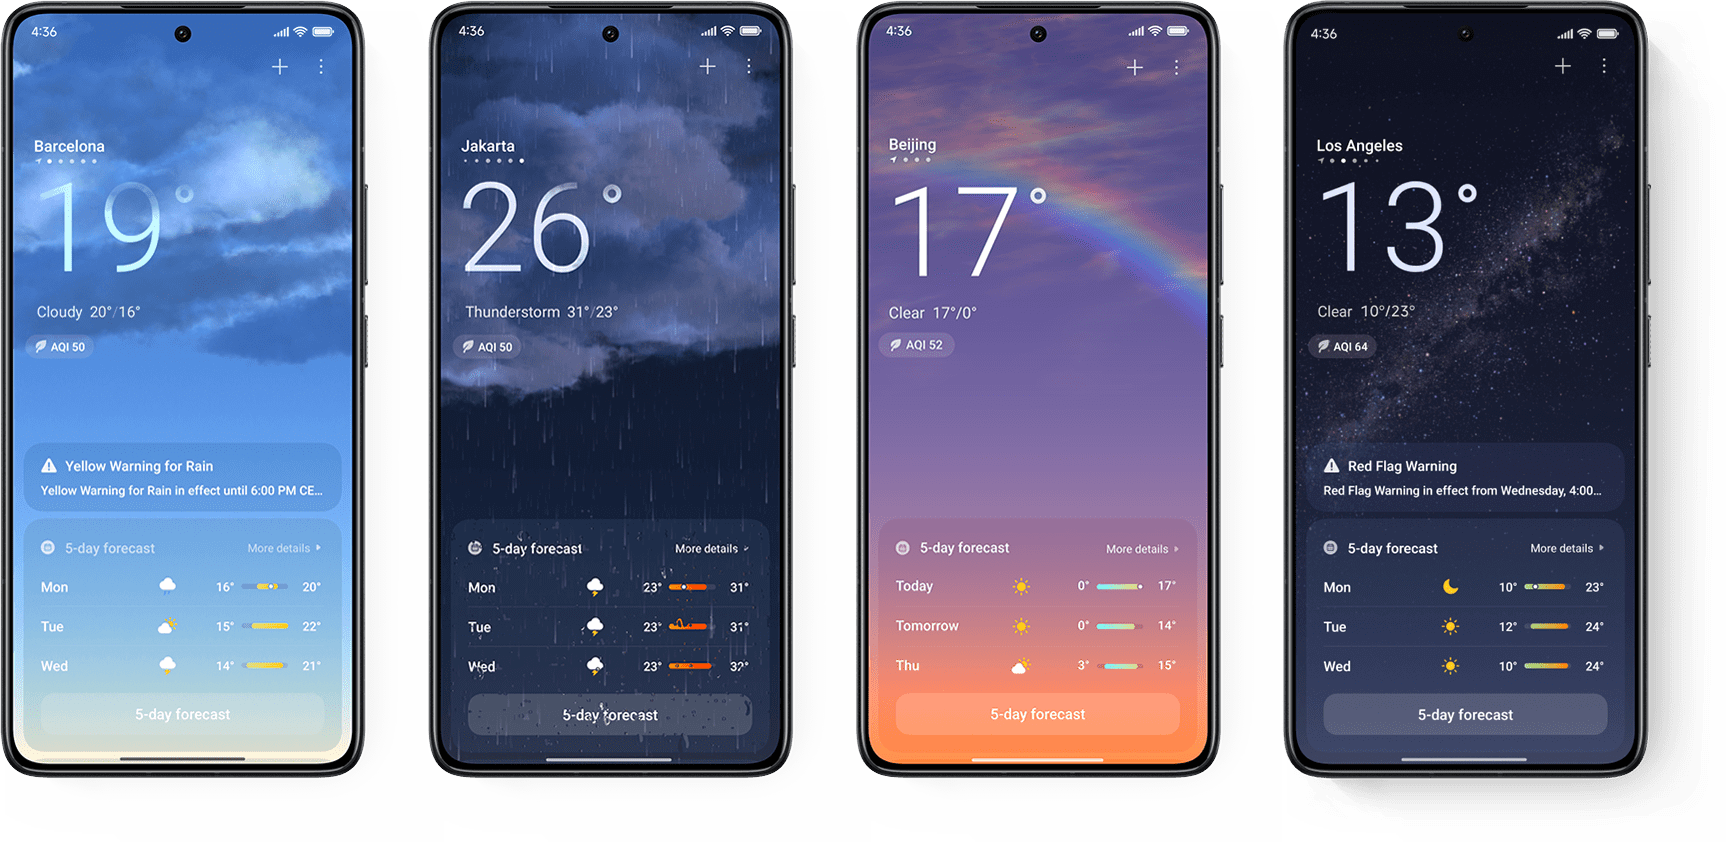 4:36
Barcelona
19°
Cloudy 20°/16°
AQI 50
Yellow Warning for Rain
Yellow Warning for Rain in effect until 6:00 PM CE...
5-day forecast
More details
Mon 16° 20°
Tue 15° 22°
Wed 14° 21°
5-day forecast
4:36
Jakarta
26°
Thunderstorm 31°/23°
AQI 50
5-day forecast
More details
Mon 23° 31°
Tue 23° 31°
Wed 23° 32°
5-day forecast
4:36
Beijing
17°
Clear 17°/0°
AQI 52
5-day forecast
More details
Today 0° 17°
Tomorrow 0° 14°
Thu 3° 15°
5-day forecast
4:36
Los Angeles
13°
Clear 10°/23°
AQI 64
Red Flag Warning
Red Flag Warning in effect from Wednesday, 4:00...
5-day forecast
More details
Mon 10° 23°
Tue 12° 24°
Wed 10° 24°
5-day forecast